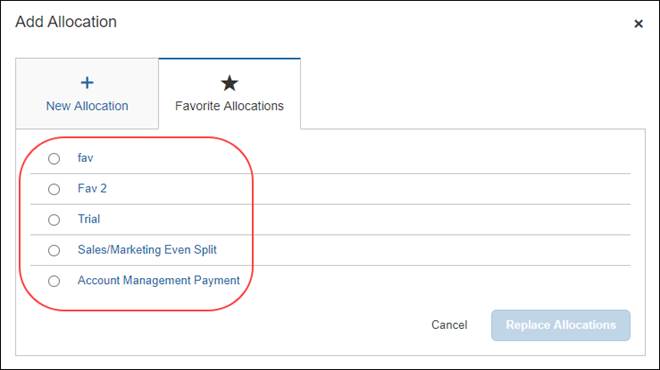 Add Allocation
New Allocation
Favorite Allocations
fav
Fav 2
Trial
Sales/Marketing Even Split
Account Management Payment
Cancel
Replace Allocations